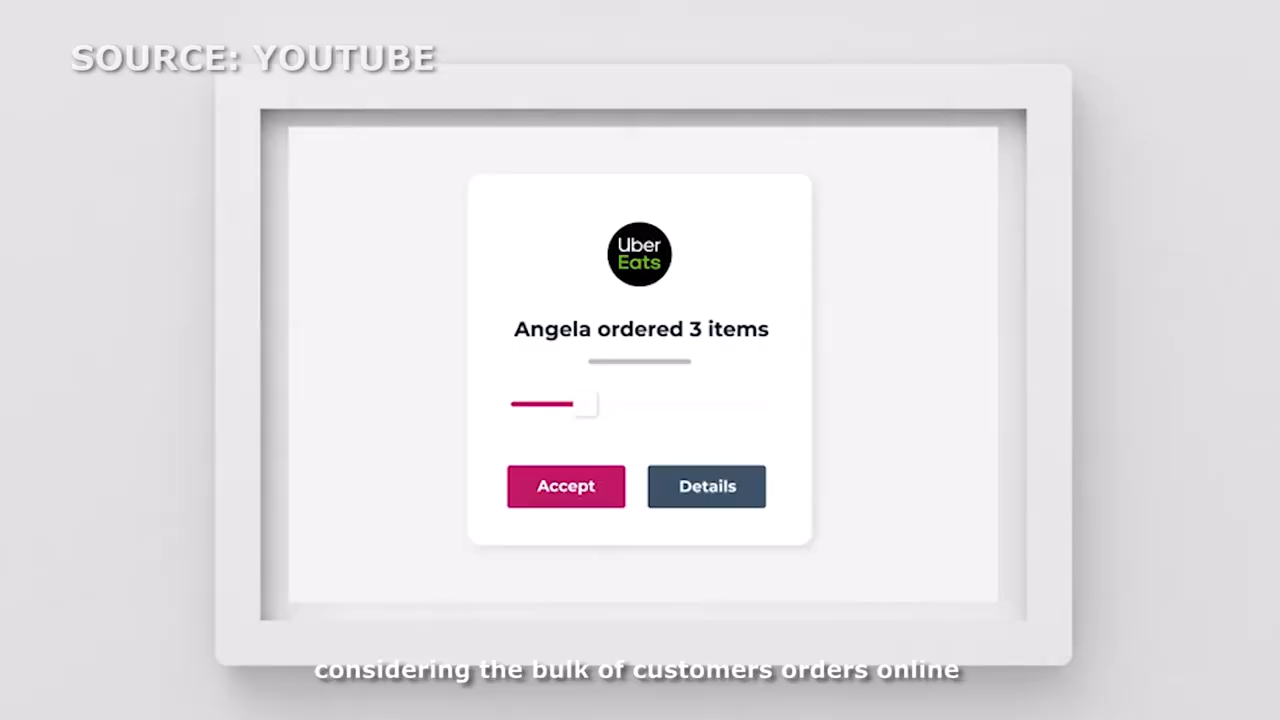 SOURCE: YOUTUBE
Uber
Eats
Angela ordered 3 items
Accept
Details
considering the bulk of customers orders online